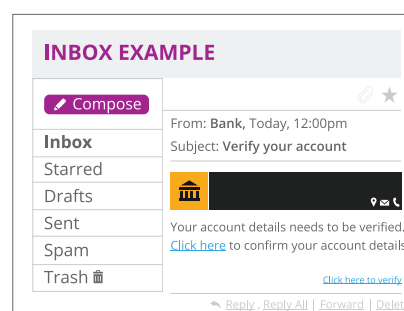 INBOX EXAMPLE
Compose
Inbox
Starred
Drafts
Sent
Spam
Trash
From: Bank, Today, 12:00pm
Subject: Verify your account
Your account details needs to be verified.
Click here to confirm your account details
Click here to verify
Reply, Reply All | Forward |